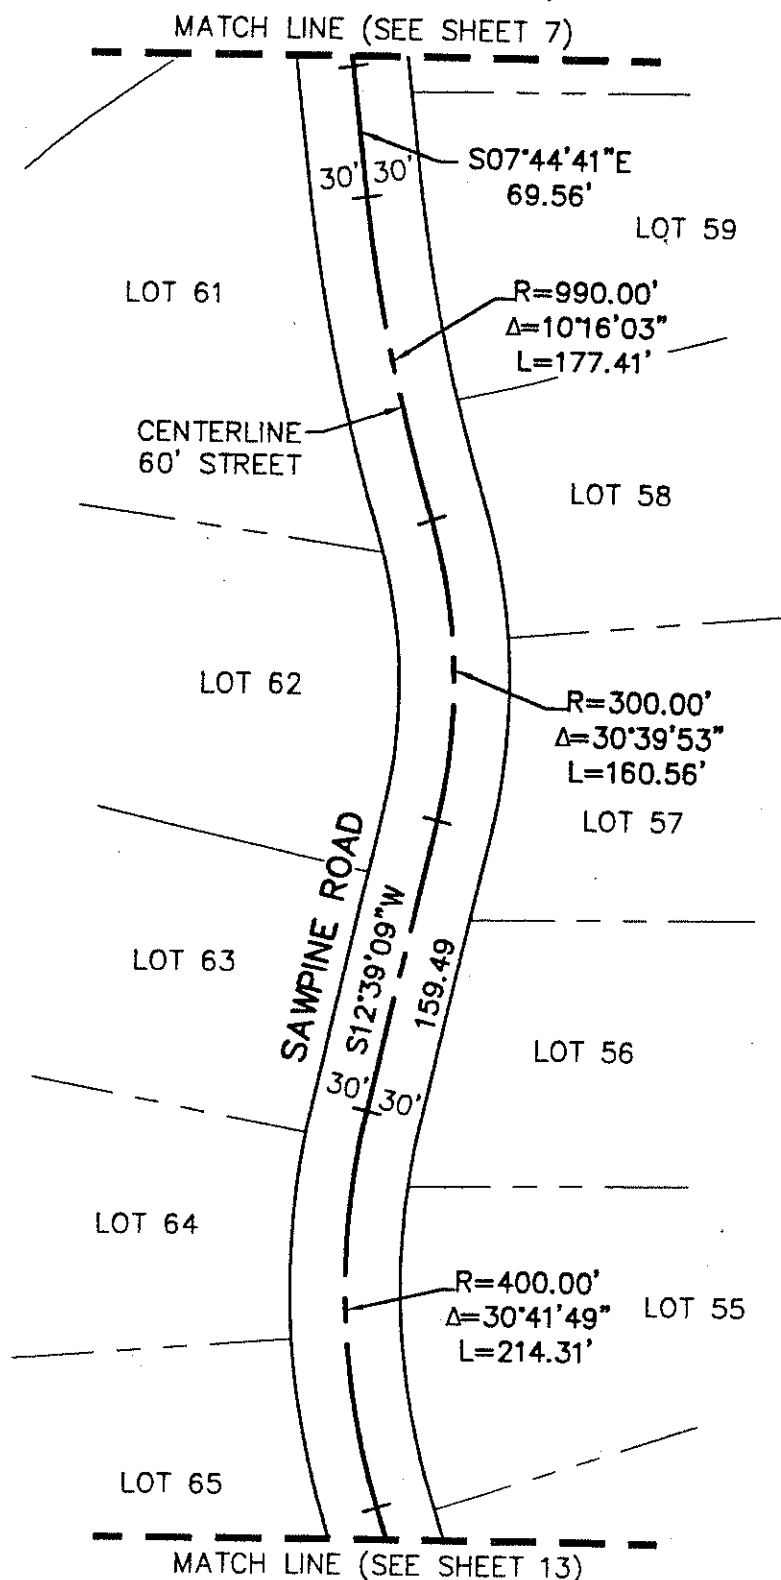 MATCH LINE (SEE SHEET 7)
30' 30'
S07°44'41"E
69.56'
LOT 59
LOT 61
R=990.00'
Δ=10°16'03"
L=177.41'
CENTERLINE
60' STREET
LOT 58
LOT 62
R=300.00'
Δ=30°39'53"
L=160.56'
LOT 57
SAWPINE ROAD
S12°39'09"W
159.49
LOT 63
LOT 56
30' 30'
LOT 64
R=400.00'
Δ=30°41'49"
L=214.31'
LOT 55
LOT 65
MATCH LINE (SEE SHEET 13)